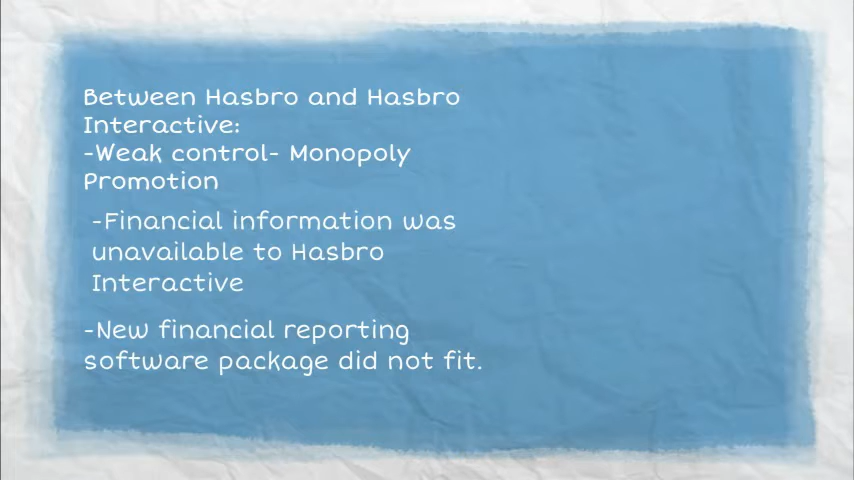 Between Hasbro and Hasbro
Interactive:
-Weak control- Monopoly
Promotion
-Financial information was
unavailable to Hasbro
Interactive
-New financial reporting
software package did not fit.